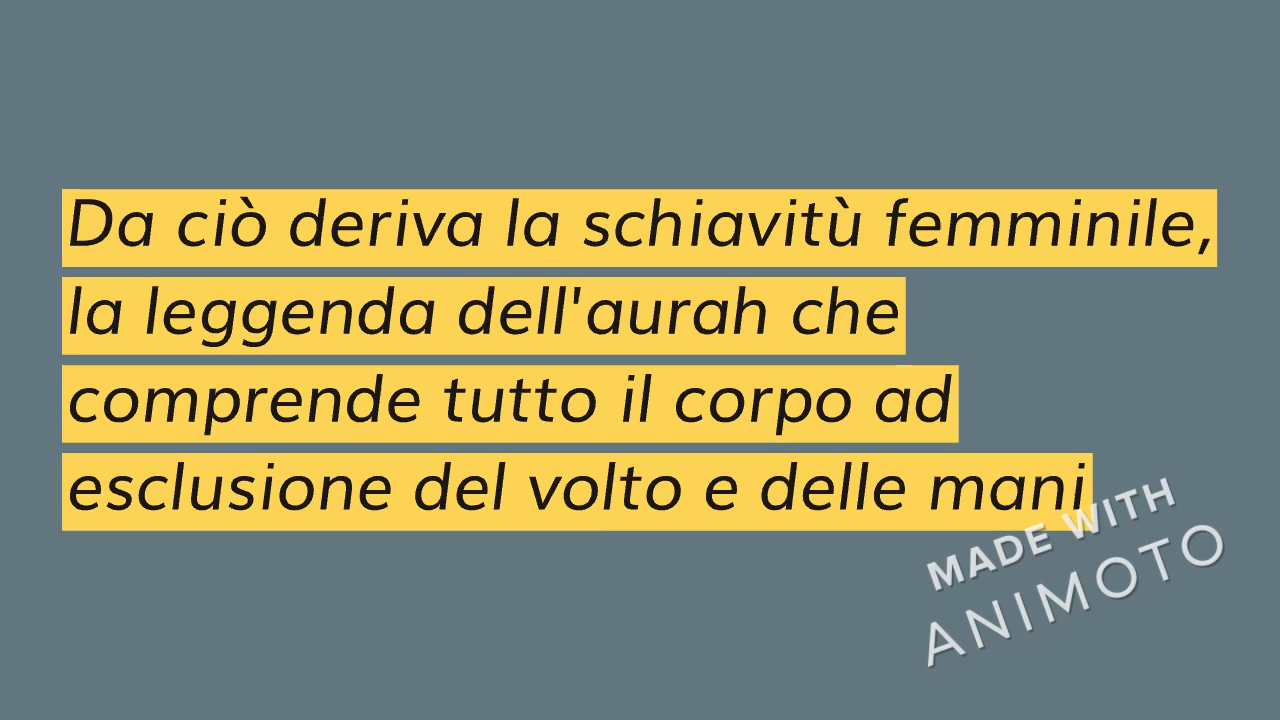 Da ciò deriva la schiavitù femminile,
la leggenda dell'aurah che
comprende tutto il corpo ad
esclusione del volto e delle mani
MADE WITH
ANIMOTO